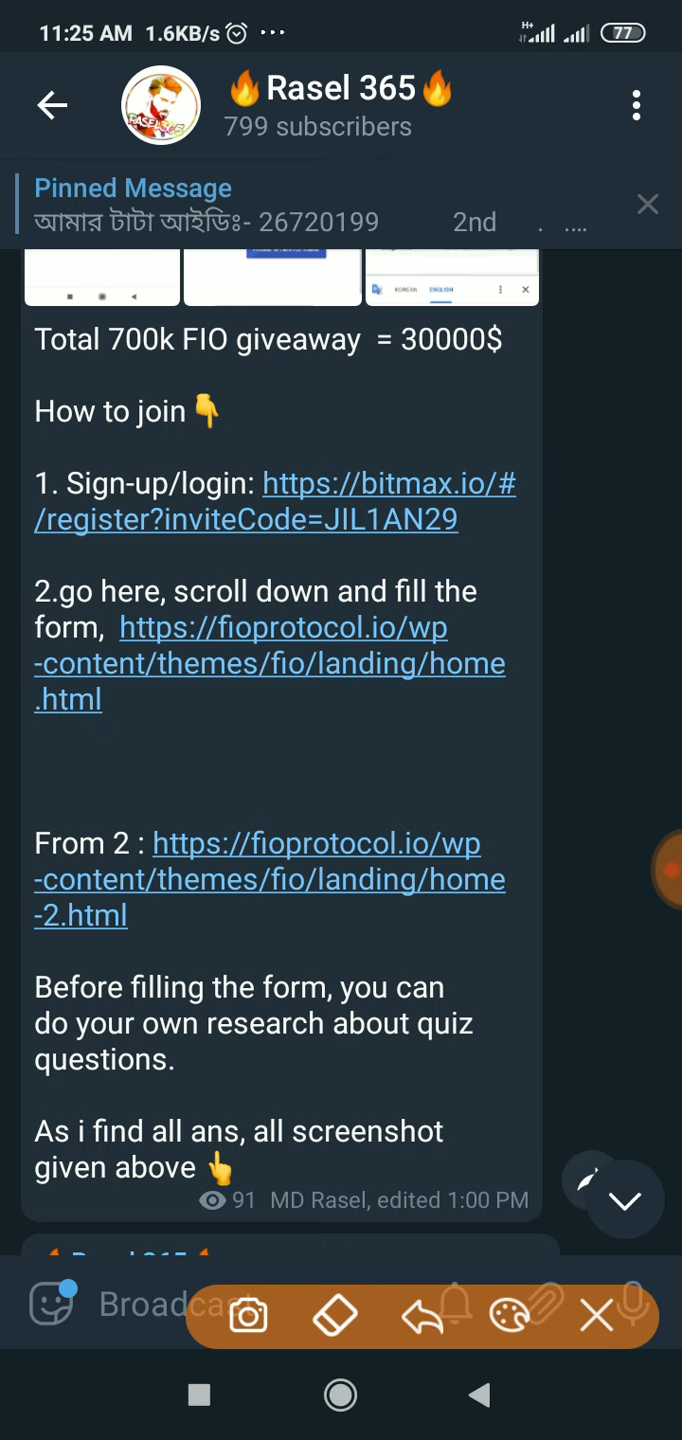 11:25 AM 1.6KB/s
H+
77
🔥Rasel 365🔥
799 subscribers
Pinned Message
আমার টাটা আইডিঃ- 26720199 2nd . ....
KOREAN ENGLISH
Total 700k FIO giveaway = 30000$
How to join👇
1. Sign-up/login: https://bitmax.io/#
/register?inviteCode=JIL1AN29
2.go here, scroll down and fill the
form, https://fioprotocol.io/wp
-content/themes/fio/landing/home
.html
From 2 : https://fioprotocol.io/wp
-content/themes/fio/landing/home
-2.html
Before filling the form, you can
do your own research about quiz
questions.
As i find all ans, all screenshot
given above👆
91 MD Rasel, edited 1:00 PM
Broadcast